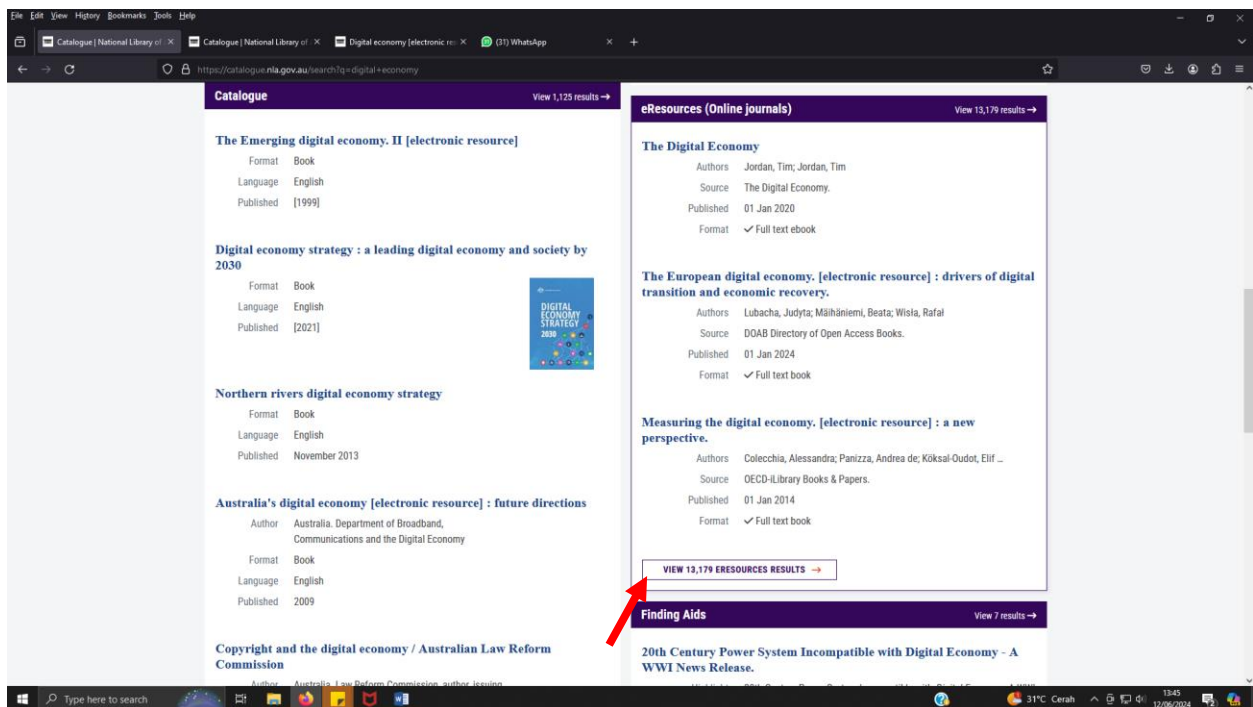 File Edit View History Bookmarks Tools Help
Catalogue | National Library of
Catalogue | National Library of
Digital economy [electronic res
(31) WhatsApp
https://catalogue.nla.gov.au/search?q=digital+economy
Catalogue View 1,125 results →
The Emerging digital economy. II [electronic resource]
Format Book
Language English
Published [1999]
Digital economy strategy : a leading digital economy and society by
2030
Format Book
Language English
Published [2021]
DIGITAL
ECONOMY
STRATEGY
2030
Northern rivers digital economy strategy
Format Book
Language English
Published November 2013
Australia's digital economy [electronic resource] : future directions
Author Australia. Department of Broadband,
Communications and the Digital Economy
Format Book
Language English
Published 2009
Copyright and the digital economy / Australian Law Reform
Commission
Author Australia. Law Reform Commission, author, issuing
eResources (Online journals) View 13,179 results →
The Digital Economy
Authors Jordan, Tim; Jordan, Tim
Source The Digital Economy.
Published 01 Jan 2020
Format ✓ Full text ebook
The European digital economy. [electronic resource] : drivers of digital
transition and economic recovery.
Authors Lubacha, Judyta; Mäihäniemi, Beata; Wisła, Rafał
Source DOAB Directory of Open Access Books.
Published 01 Jan 2024
Format ✓ Full text book
Measuring the digital economy. [electronic resource] : a new
perspective.
Authors Colecchia, Alessandra; Panizza, Andrea de; Köksal-Oudot, Elif ...
Source OECD-iLibrary Books & Papers.
Published 01 Jan 2014
Format ✓ Full text book
VIEW 13,179 ERESOURCES RESULTS →
Finding Aids View 7 results →
20th Century Power System Incompatible with Digital Economy - A
WWI News Release.
Type here to search
31°C Cerah
13:45
12/06/2024